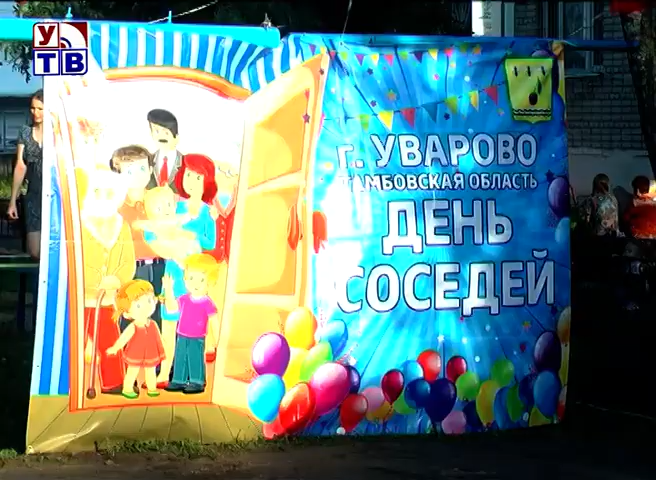 УТВ
г. УВАРОВО
ТАМБОВСКАЯ ОБЛАСТЬ
ДЕНЬ
СОСЕДЕЙ